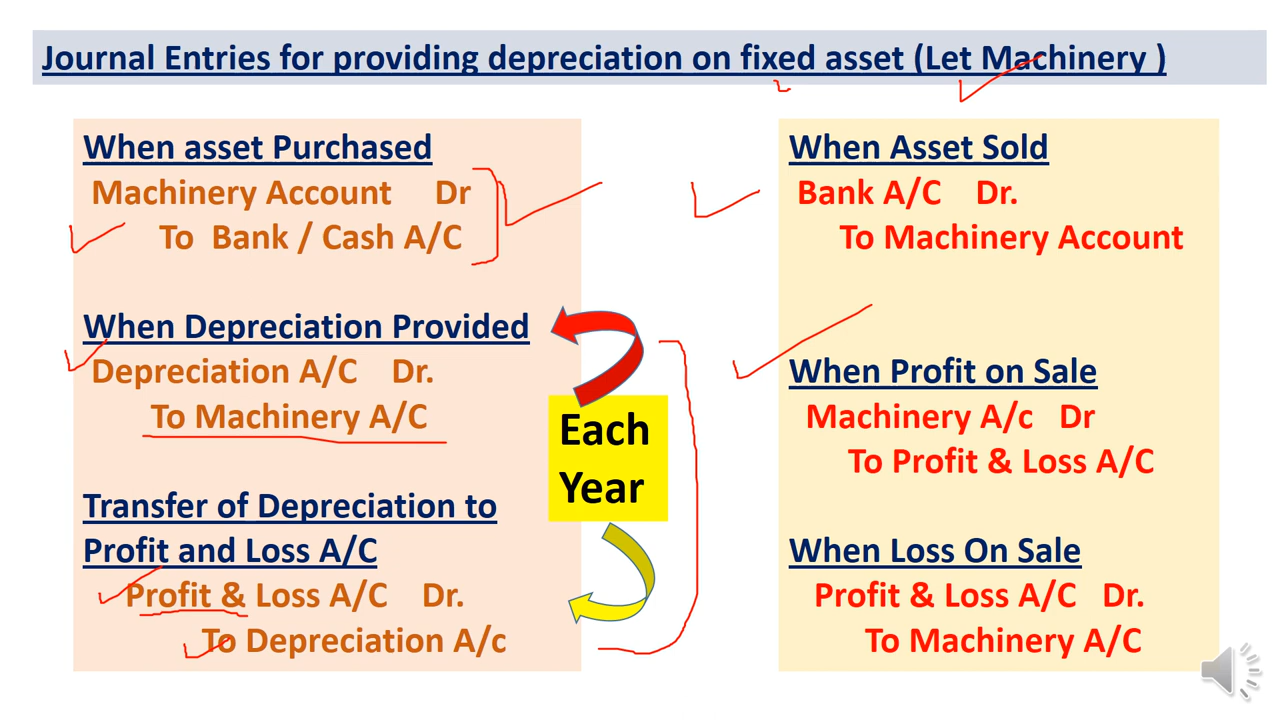 Journal Entries for providing depreciation on fixed asset (Let Machinery )
When asset Purchased
Machinery Account Dr
To Bank / Cash A/C
When Depreciation Provided
Depreciation A/C Dr.
To Machinery A/C
Transfer of Depreciation to
Profit and Loss A/C
Profit & Loss A/C Dr.
To Depreciation A/c
Each
Year
When Asset Sold
Bank A/C Dr.
To Machinery Account
When Profit on Sale
Machinery A/c Dr
To Profit & Loss A/C
When Loss On Sale
Profit & Loss A/C Dr.
To Machinery A/C